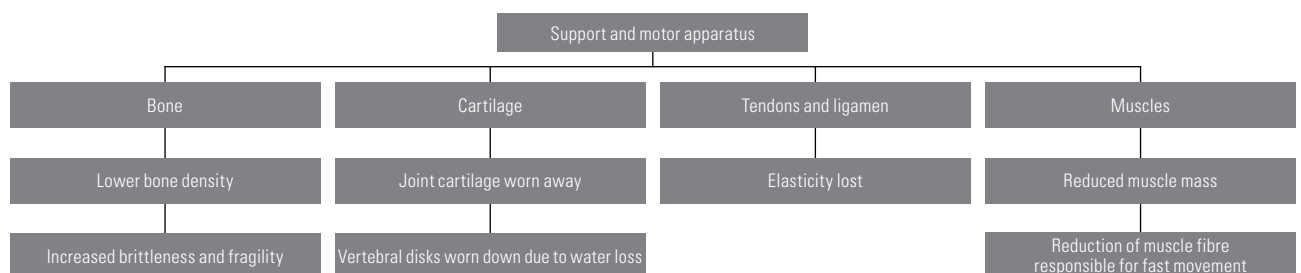 Support and motor apparatus
Bone
Cartilage
Tendons and ligamen
Muscles
Lower bone density
Joint cartilage worn away
Elasticity lost
Reduced muscle mass
Increased brittleness and fragility
Vertebral disks worn down due to water loss
Reduction of muscle fibre
responsible for fast movement